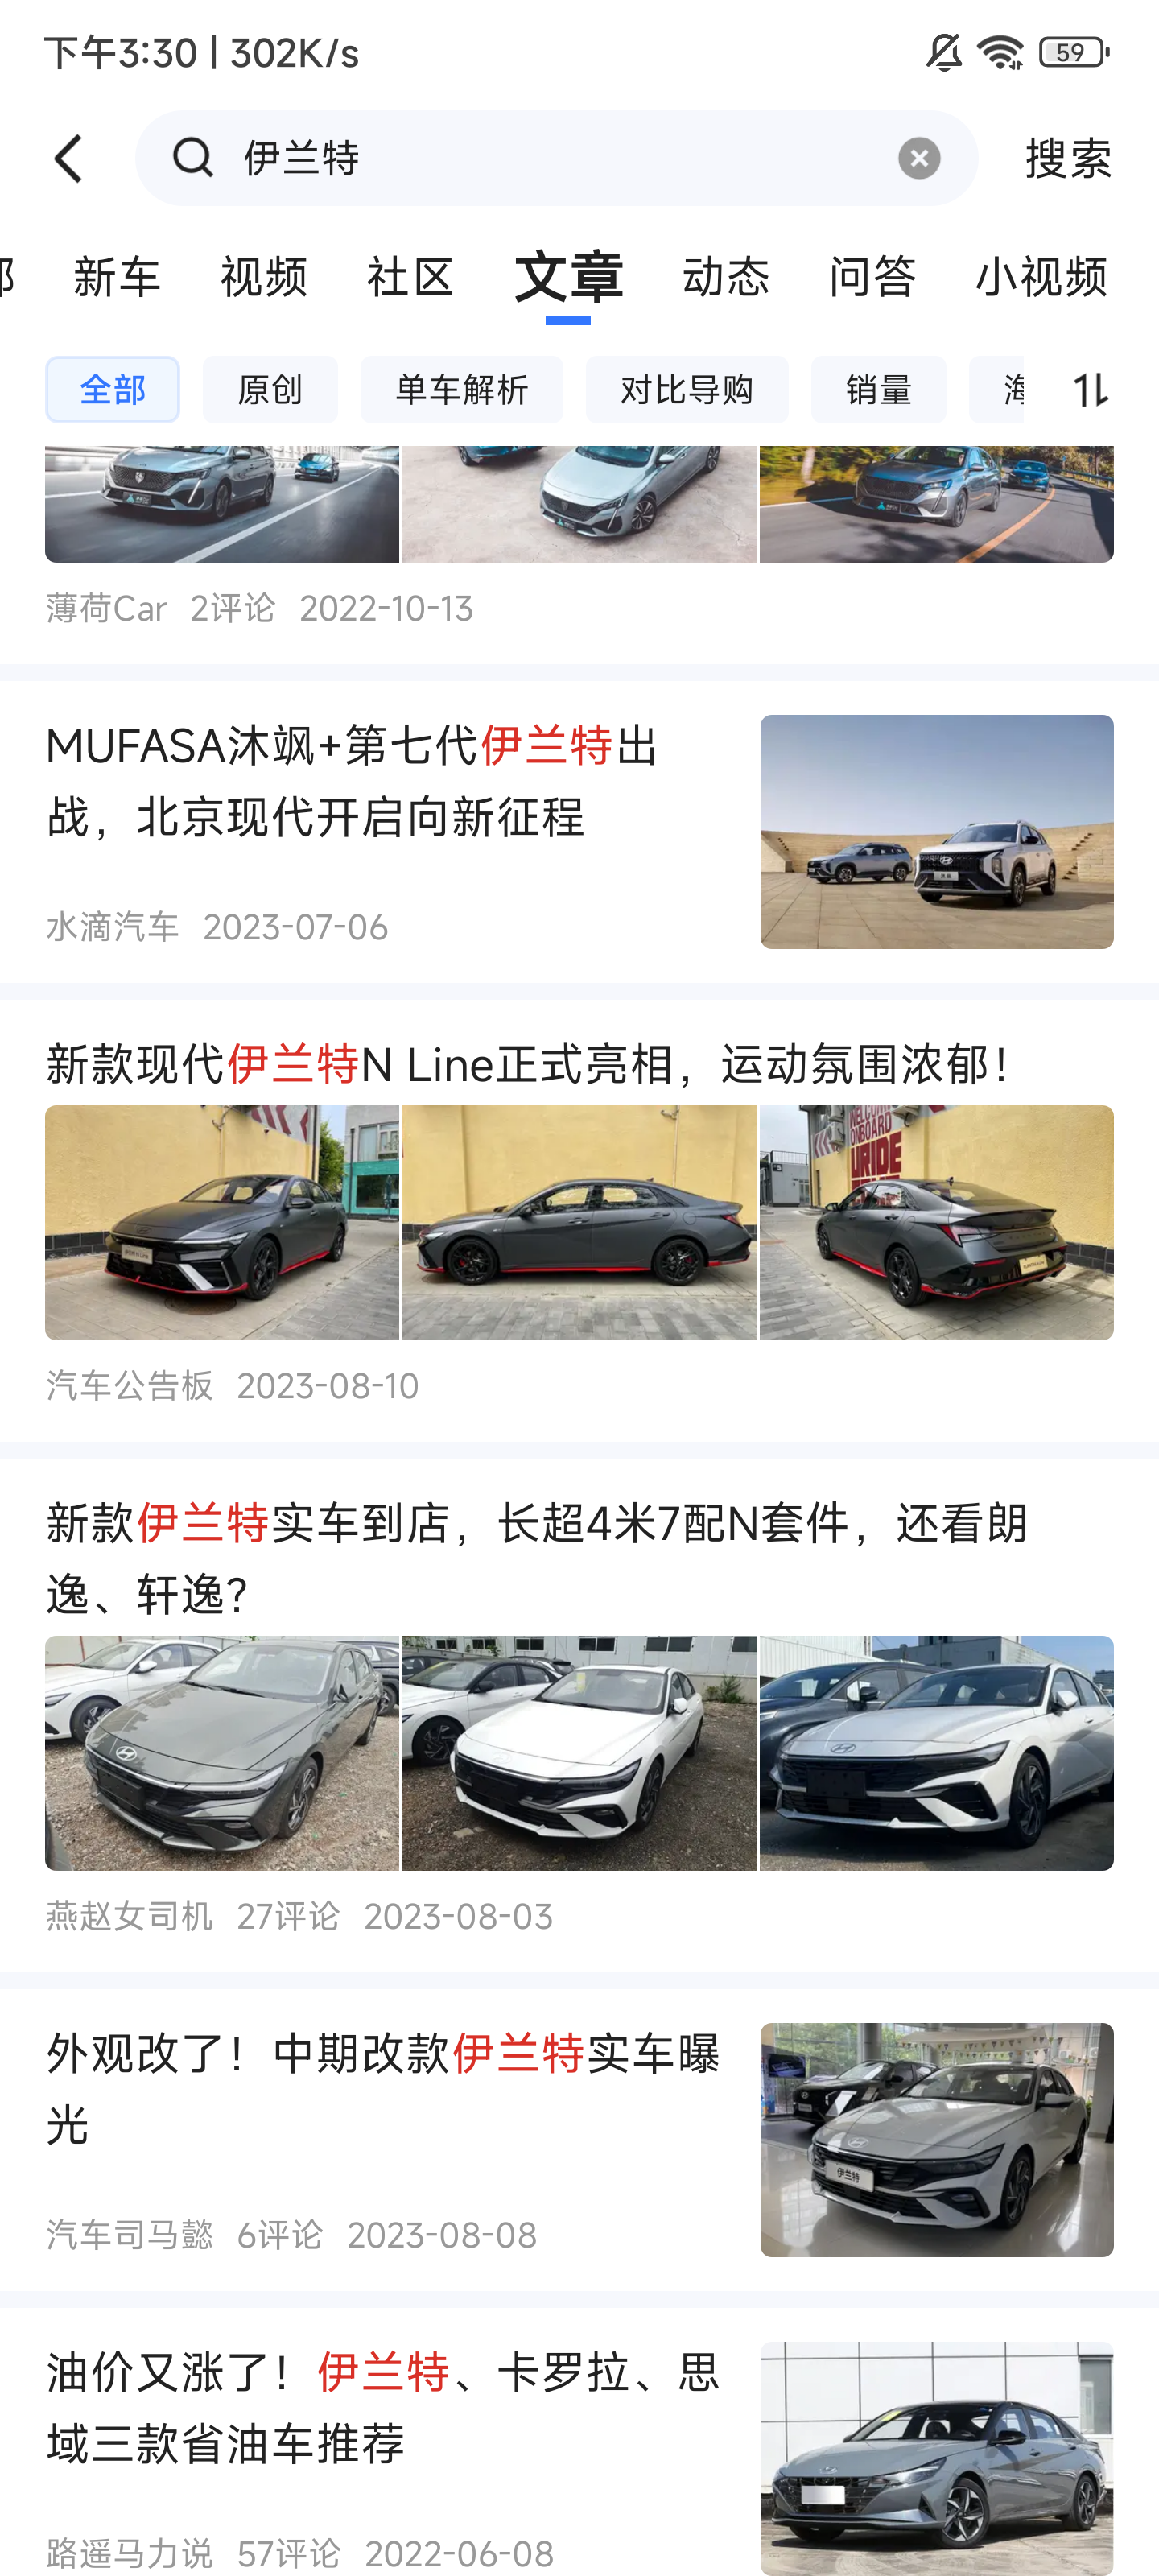 下午3:30 | 302K/s
59
伊兰特
搜索
新车 视频 社区 文章 动态 问答 小视频
全部 原创 单车解析 对比导购 销量
薄荷Car 2评论 2022-10-13
MUFASA沐飒+第七代伊兰特出
战，北京现代开启向新征程
水滴汽车 2023-07-06
新款现代伊兰特N Line正式亮相，运动氛围浓郁！
URIDE
汽车公告板 2023-08-10
新款伊兰特实车到店，长超4米7配N套件，还看朗
逸、轩逸？
燕赵女司机 27评论 2023-08-03
外观改了！中期改款伊兰特实车曝
光
伊兰特
汽车司马懿 6评论 2023-08-08
油价又涨了！伊兰特、卡罗拉、思
域三款省油车推荐
路遥马力说 57评论 2022-06-08